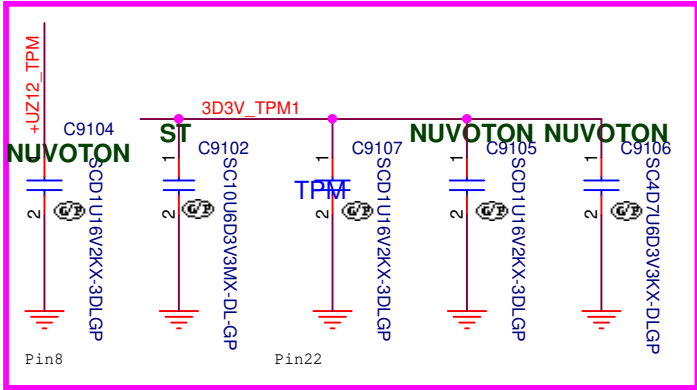 +UZ12_TPM
C9104
NUVOTON
1
2
G/P
SCD1U16V2KX-3DLGP
3D3V_TPM1
ST
C9102
1
2
G/P
SC10U6D3V3MX-DL-GP
C9107
1
TPM
2
G/P
SCD1U16V2KX-3DLGP
NUVOTON
C9105
1
2
G/P
SCD1U16V2KX-3DLGP
NUVOTON
C9106
1
2
G/P
SC4D7U6D3V3KX-DLGP
Pin8
Pin22